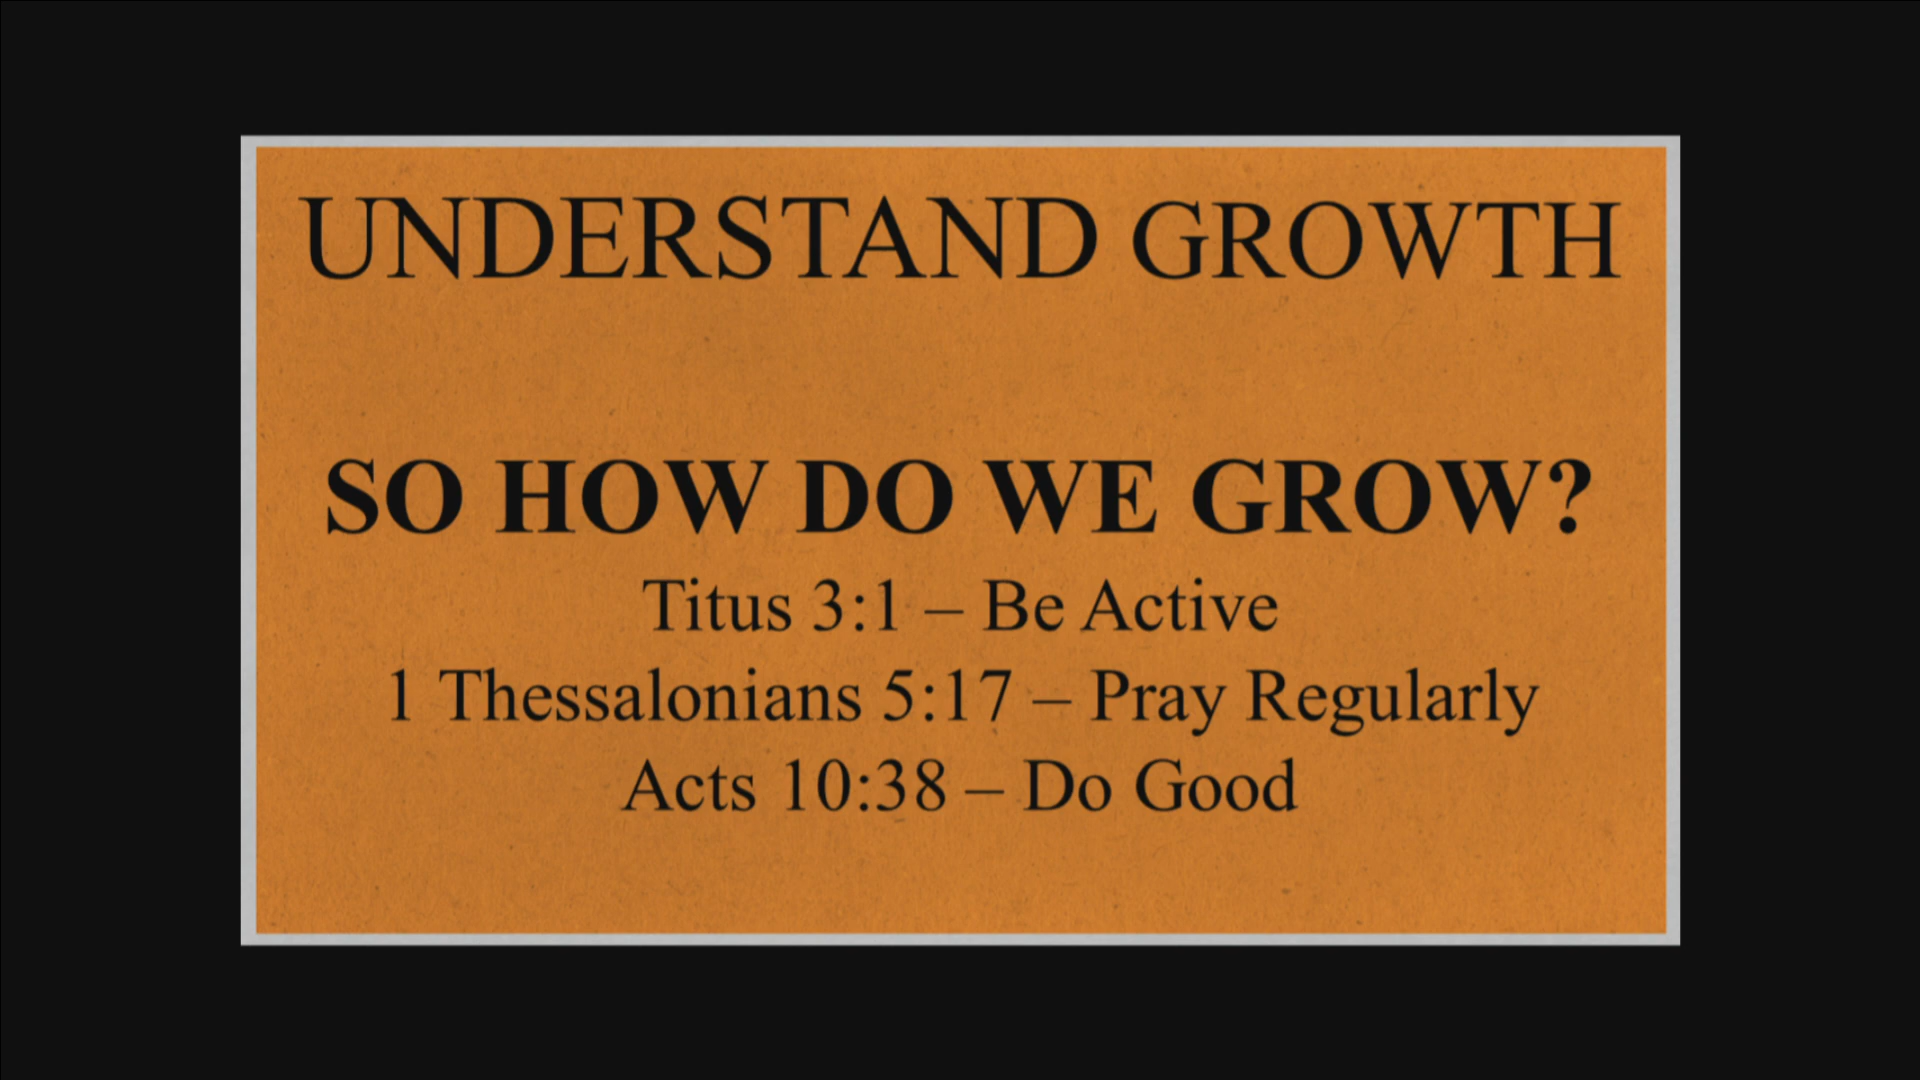 UNDERSTAND GROWTH
SO HOW DO WE GROW?
Titus 3:1 – Be Active
1 Thessalonians 5:17 – Pray Regularly
Acts 10:38 – Do Good